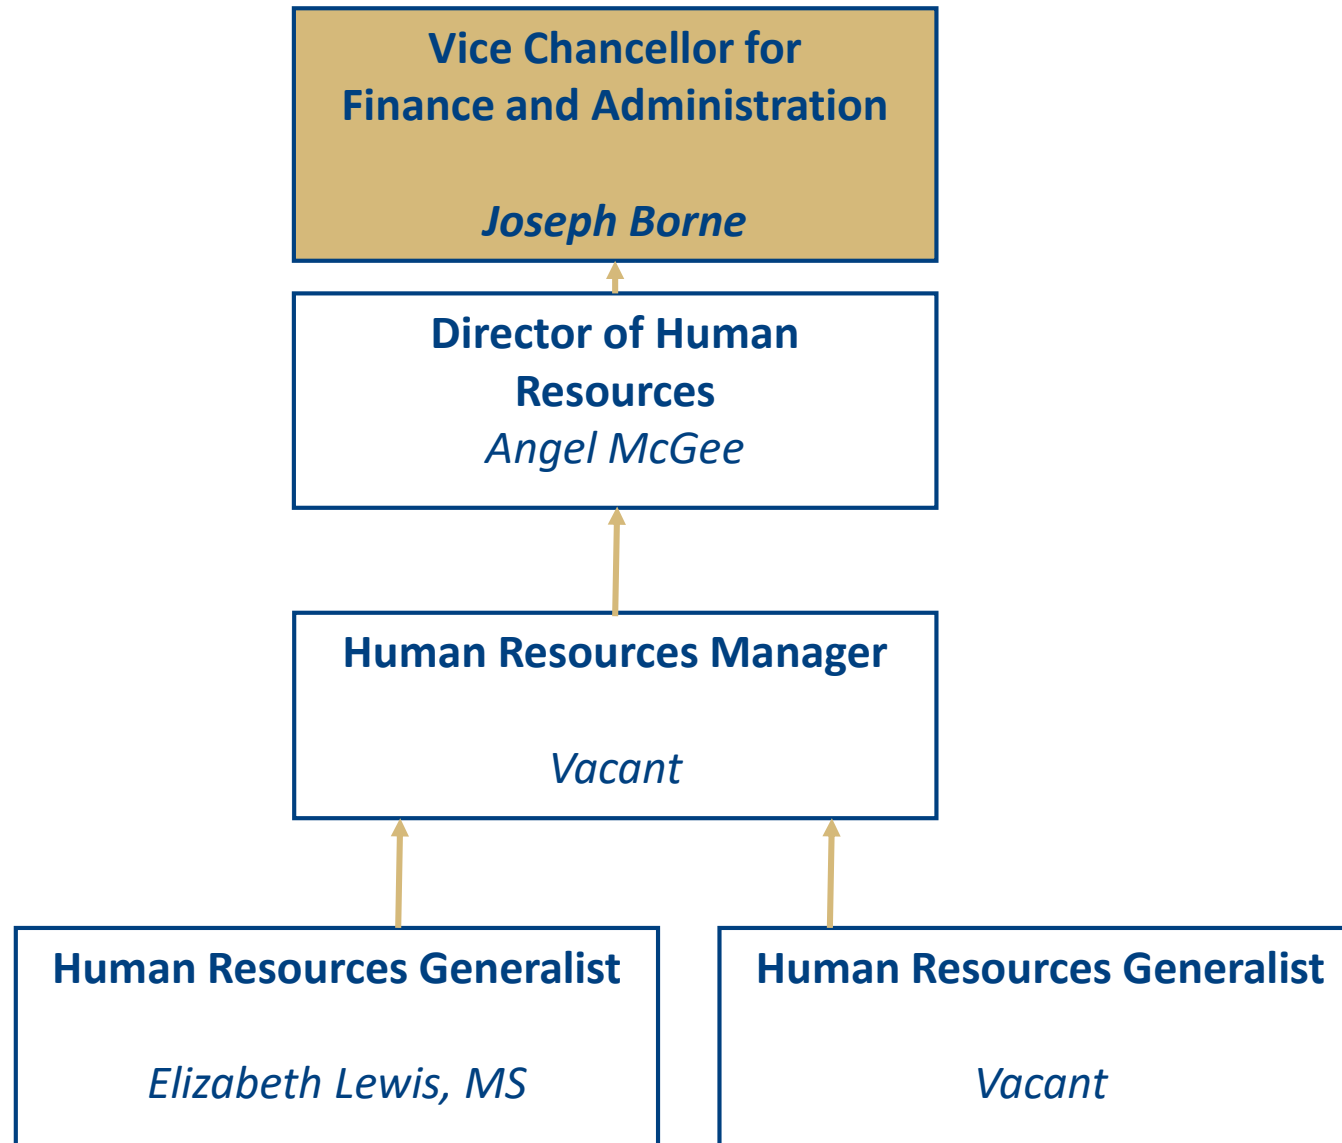 Vice Chancellor for
Finance and Administration
Joseph Borne
Director of Human
Resources
Angel McGee
Human Resources Manager
Vacant
Human Resources Generalist
Elizabeth Lewis, MS
Human Resources Generalist
Vacant